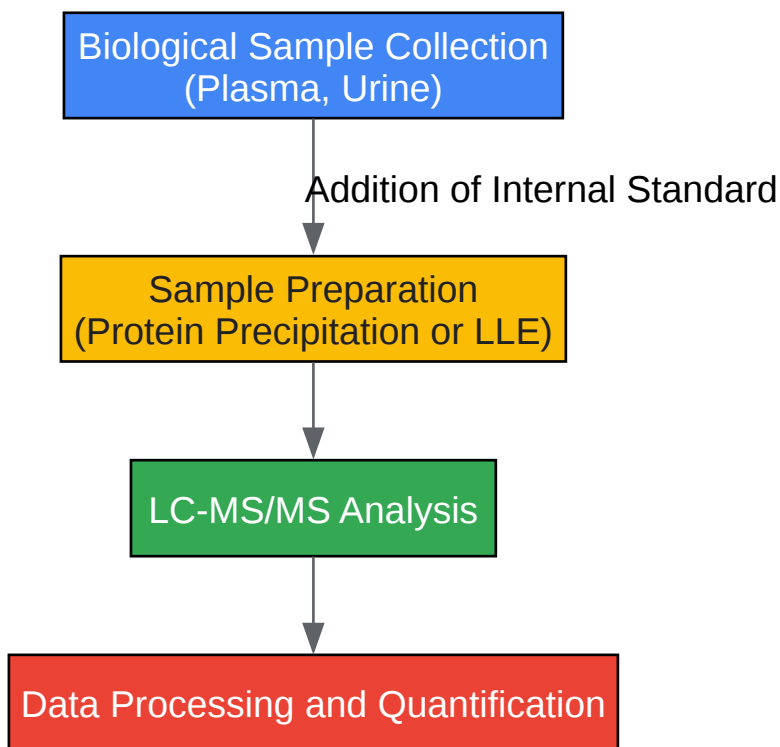 Biological Sample Collection
(Plasma, Urine)
Addition of Internal Standard
Sample Preparation
(Protein Precipitation or LLE)
LC-MS/MS Analysis
Data Processing and Quantification